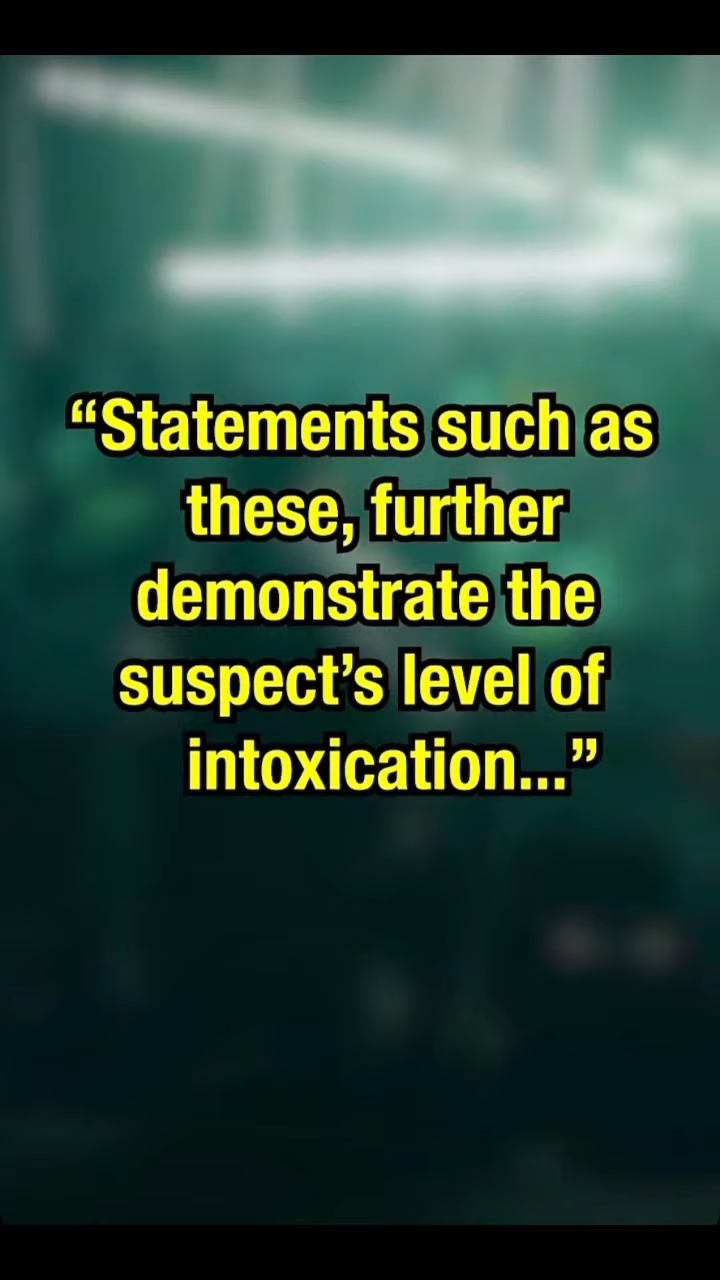 “Statements such as
these, further
demonstrate the
suspect’s level of
intoxication...”